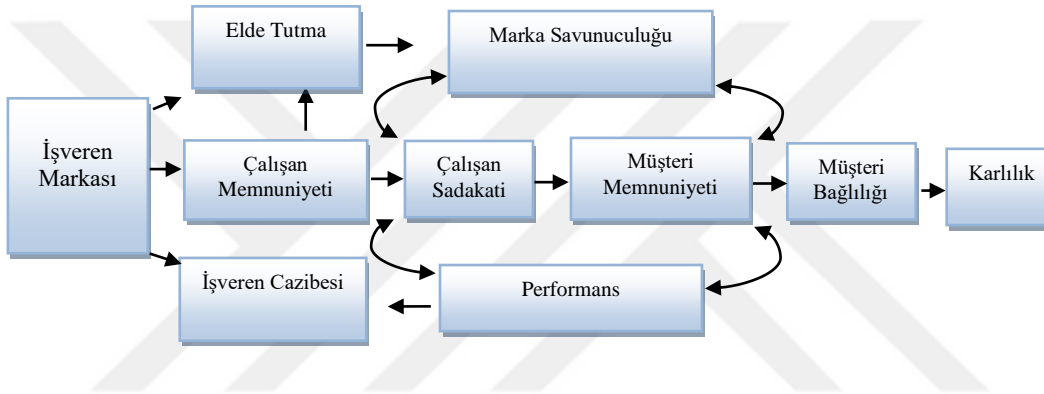 Elde Tutma
Marka Savunuculuğu
İşveren
Markası
Çalışan
Memnuniyeti
Çalışan
Sadakati
Müşteri
Memnuniyeti
Müşteri
Bağlılığı
Karlılık
İşveren Cazibesi
Performans